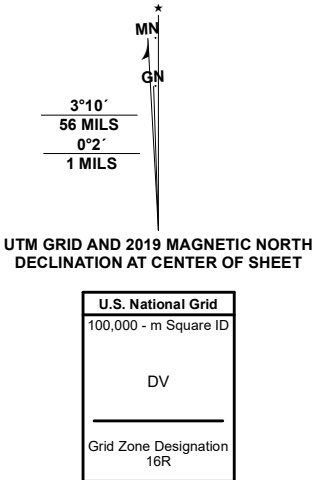 MN
GN
3°10´
56 MILS
0°2´
1 MILS
UTM GRID AND 2019 MAGNETIC NORTH
DECLINATION AT CENTER OF SHEET
U.S. National Grid
100,000 - m Square ID
DV
Grid Zone Designation
16R